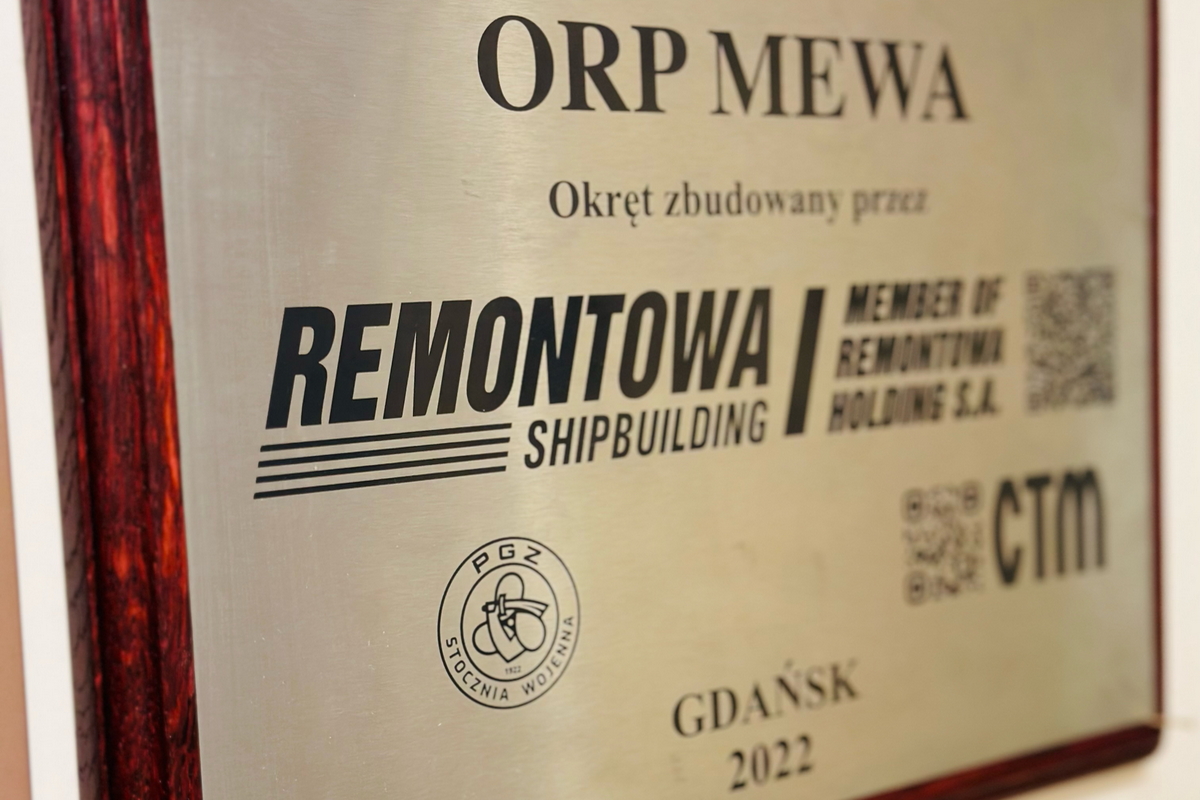 ORP MEWA
Okręt zbudowany przez
REMONTOWA
SHIPBUILDING
MEMBER OF
REMONTOWA
HOLDING S.A.
CTM
PGZ
STOCZNIA WOJENNA
1922
GDAŃSK
2022